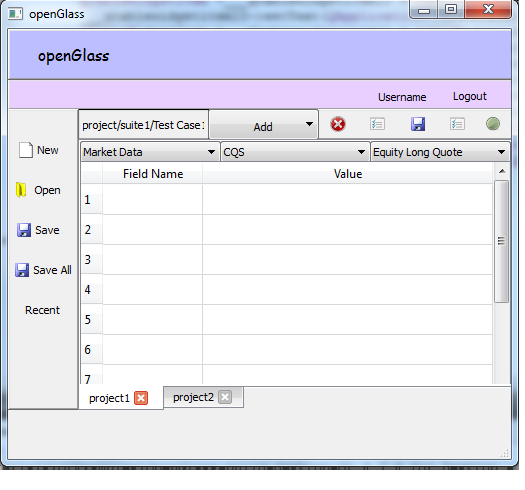 openGlass
openGlass
Username Logout
project/suite1/Test Case1 Add
Market Data CQS Equity Long Quote
New
Open
Save
Save All
Recent
Field Name Value
1
2
3
4
5
6
7
project1 project2